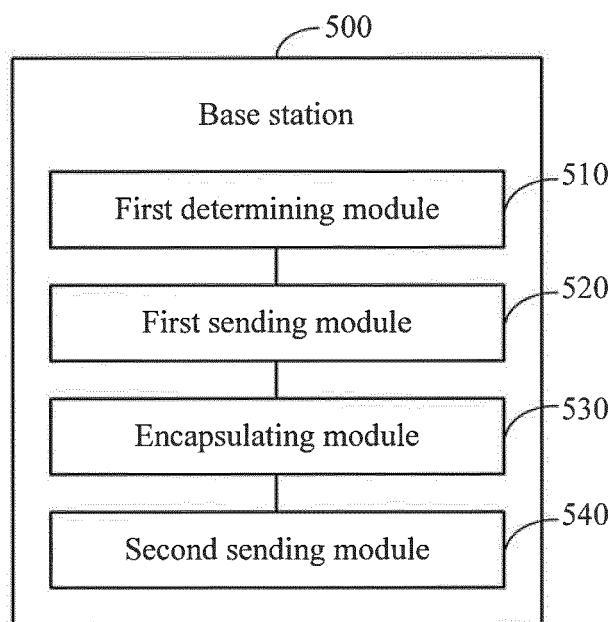 500
Base station
510
First determining module
520
First sending module
530
Encapsulating module
540
Second sending module